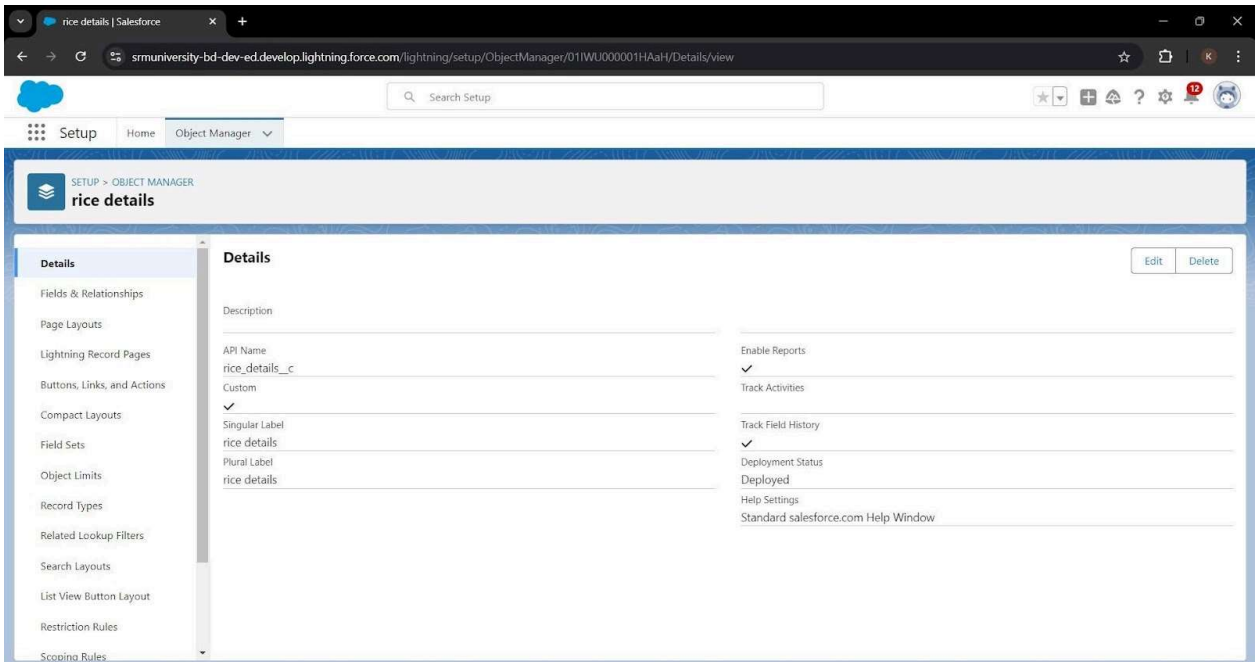 rice details | Salesforce
srmuniversity-bd-dev-ed.develop.lightning.force.com/lightning/setup/ObjectManager/01IWU000001HAaH/Details/view
K
Search Setup
12
Setup Home Object Manager
SETUP > OBJECT MANAGER
rice details
Details
Fields & Relationships
Page Layouts
Lightning Record Pages
Buttons, Links, and Actions
Compact Layouts
Field Sets
Object Limits
Record Types
Related Lookup Filters
Search Layouts
List View Button Layout
Restriction Rules
Scoping Rules
Details
Edit Delete
Description
API Name
rice_details__c
Custom
Singular Label
rice details
Plural Label
rice details
Enable Reports
Track Activities
Track Field History
Deployment Status
Deployed
Help Settings
Standard salesforce.com Help Window